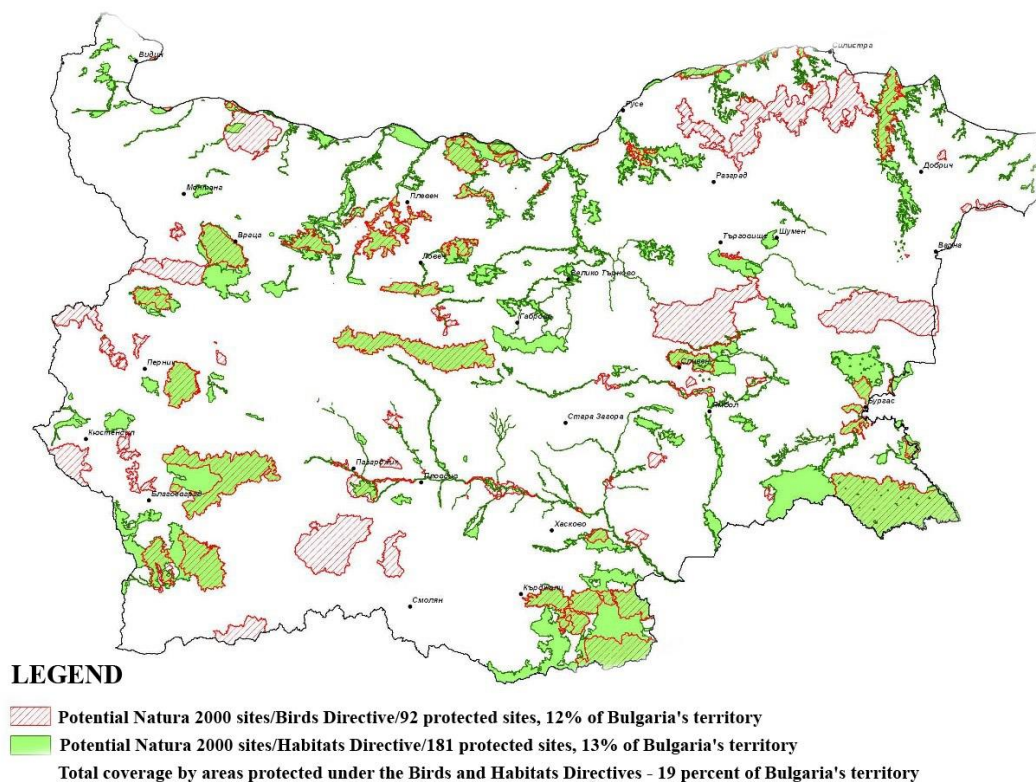 Видин
Силистра
Русе
Добрич
Монтана
Разград
Плевен
Враца
Търговище
Шумен
Варна
Ловеч
Велико Търново
Габрово
Перник
Сливен
Бургас
Ямбол
Стара Загора
Кюстендил
Пазарджик
Пловдив
Благоевград
Хасково
Кърджали
Смолян
LEGEND
Potential Natura 2000 sites/Birds Directive/92 protected sites, 12% of Bulgaria's territory
Potential Natura 2000 sites/Habitats Directive/181 protected sites, 13% of Bulgaria's territory
Total coverage by areas protected under the Birds and Habitats Directives - 19 percent of Bulgaria's territory